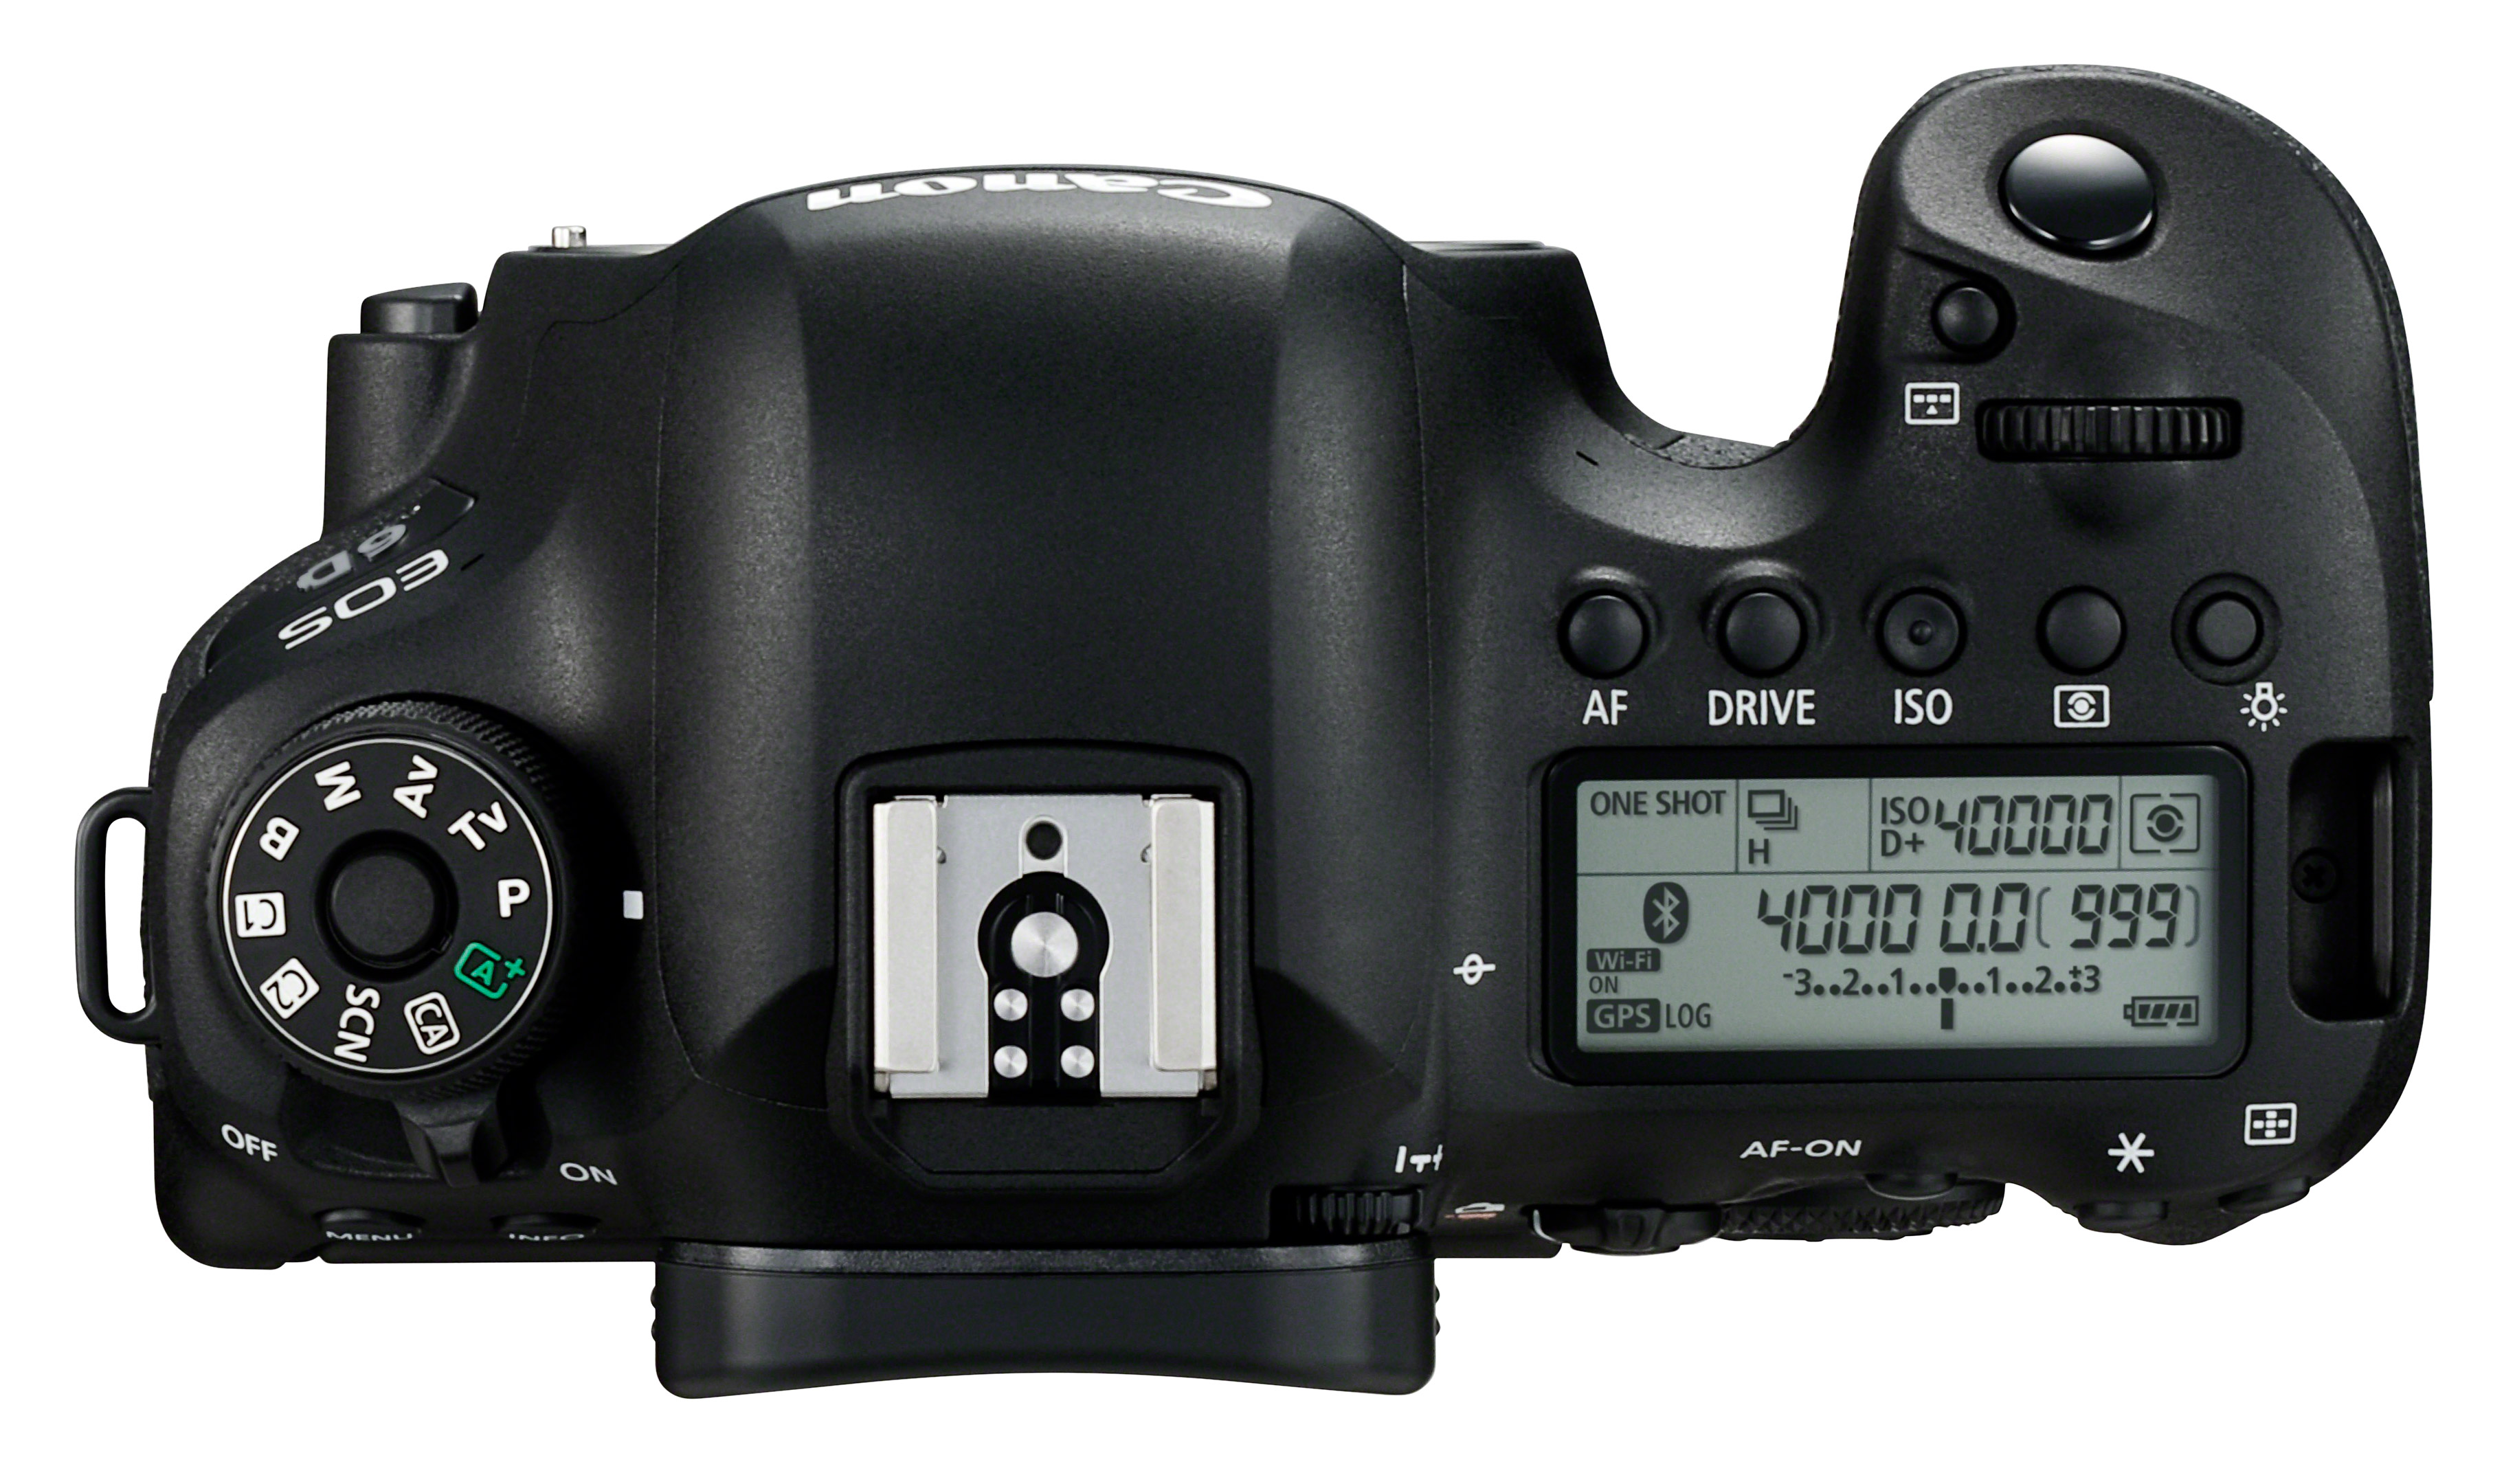 Canon
EOS
6D
M
Av
Tv
P
A+
CA
SCN
C2
C1
B
OFF
ON
MENU
INFO
AF DRIVE ISO
ONE SHOT
H
ISO 40000
D+
4000 0.0 ( 999 )
Wi-Fi
ON
-3..2..1..
..1..2..+3
GPS LOG
AF-ON